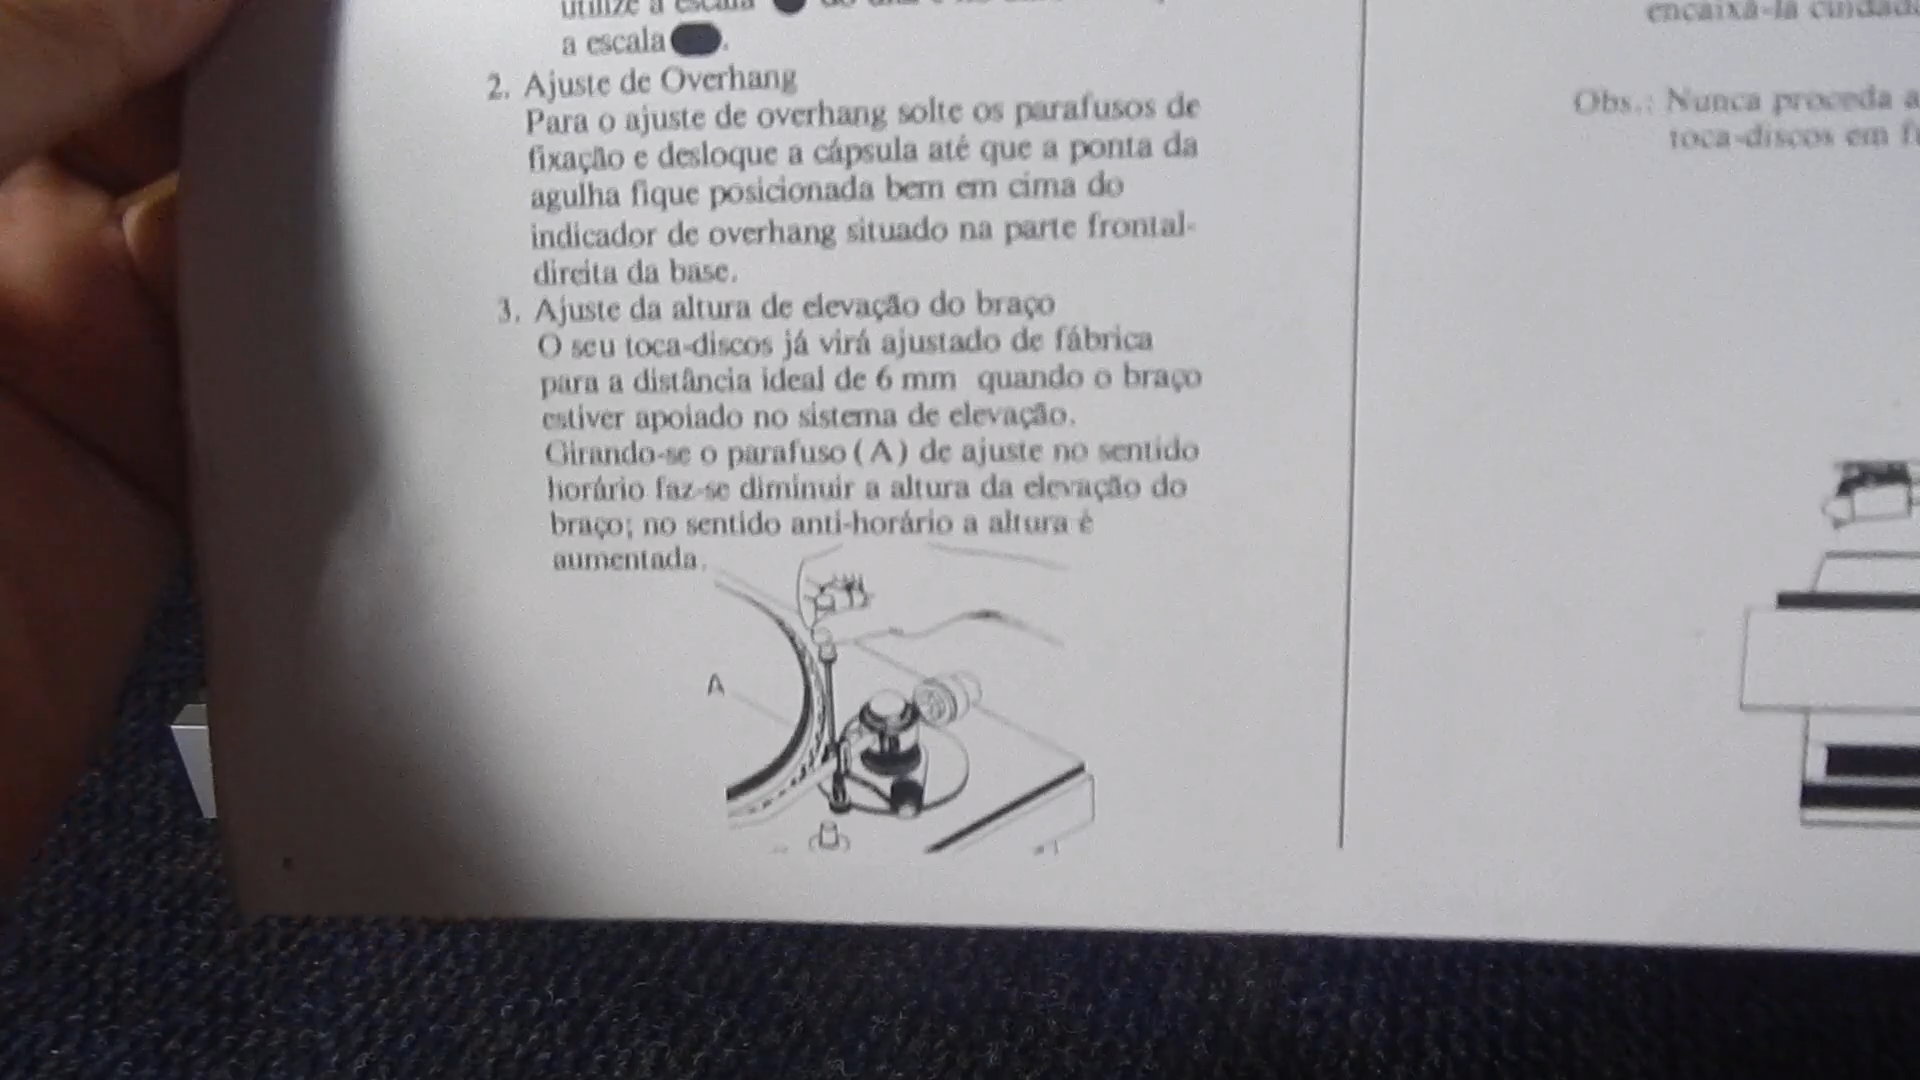 utilize a escala
a escala
2. Ajuste de Overhang
Para o ajuste de overhang solte os parafusos de
fixação e desloque a cápsula até que a ponta da
agulha fique posicionada bem em cima do
indicador de overhang situado na parte frontal-
direita da base.
3. Ajuste da altura de elevação do braço
O seu toca-discos já virá ajustado de fábrica
para a distância ideal de 6 mm quando o braço
estiver apoiado no sistema de elevação.
Girando-se o parafuso (A) de ajuste no sentido
horário faz-se diminuir a altura da elevação do
braço; no sentido anti-horário a altura é
aumentada.
A
encaixá-la
Obs.: Nunca proceda a
toca-discos em